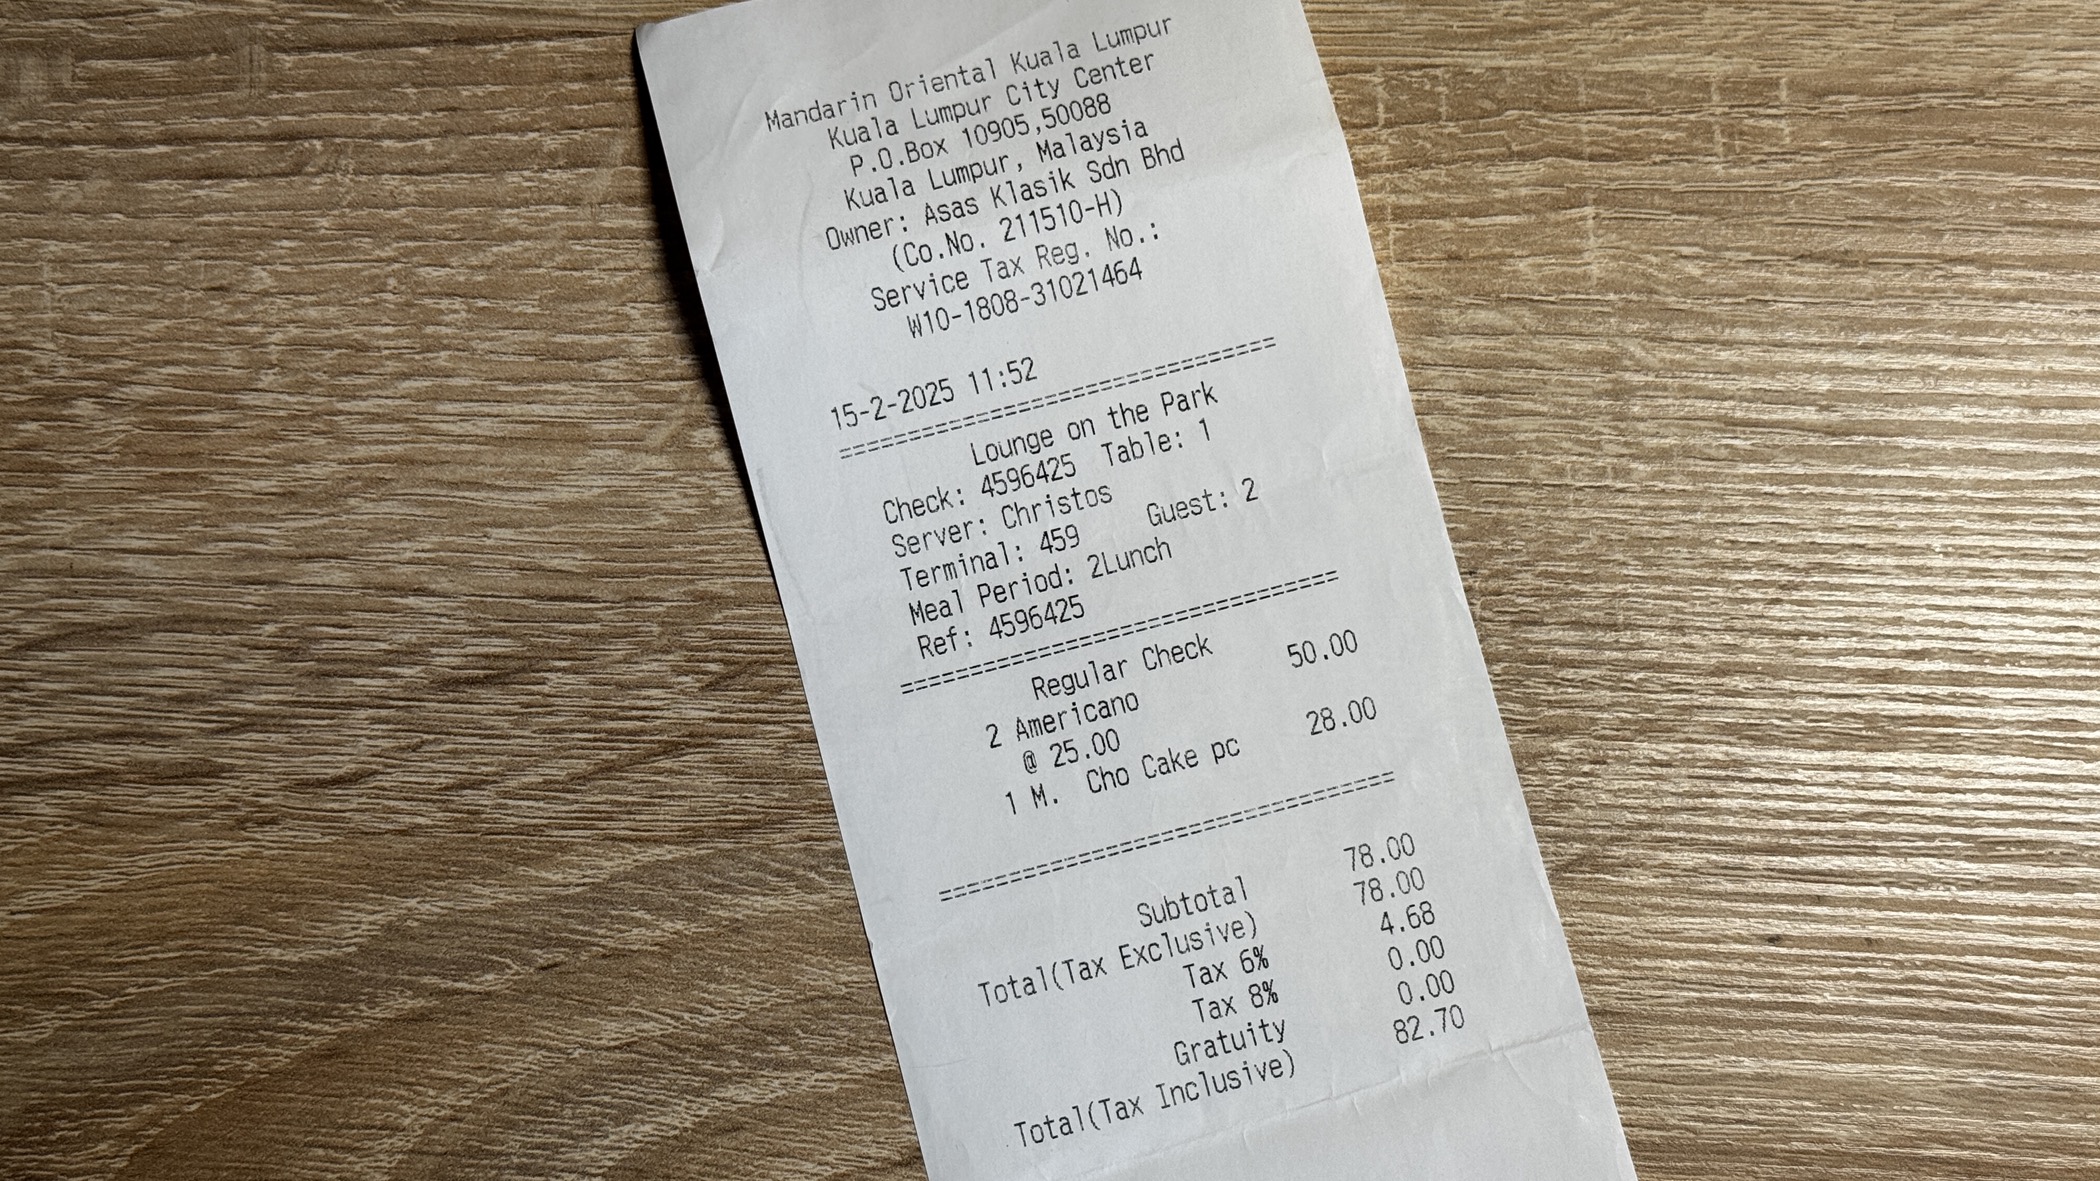 Mandarin Oriental Kuala Lumpur
Kuala Lumpur City Center
P.O.Box 10905,50088
Kuala Lumpur, Malaysia
Owner: Asas Klasik Sdn Bhd
(Co.No. 211510-H)
Service Tax Reg. No.:
W10-1808-31021464
15-2-2025 11:52
================================
Lounge on the Park
Check: 4596425 Table: 1
Server: Christos
Terminal: 459 Guest: 2
Meal Period: 2Lunch
Ref: 4596425
================================
Regular Check
2 Americano 50.00
@ 25.00
1 M. Cho Cake pc 28.00
=================================
Subtotal 78.00
Total(Tax Exclusive) 78.00
Tax 6% 4.68
Tax 8% 0.00
Gratuity 0.00
Total(Tax Inclusive) 82.70